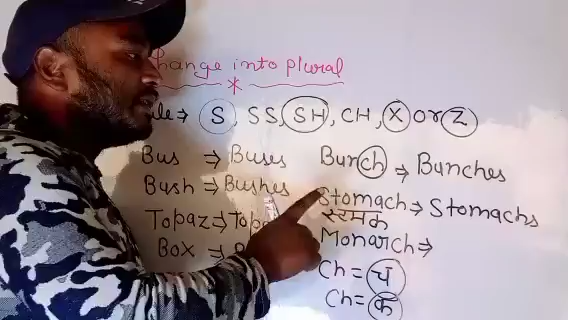 hange into plural
*
le → S, SS, SH, CH, X or Z
Bus ⇒ Buses
Bush ⇒ Bushes
Topaz ⇒ Topa
Box ⇒
Bunch ⇒ Bunches
Stomach → Stomachs
स्टमक
Monarch →
Ch = च
Ch = क